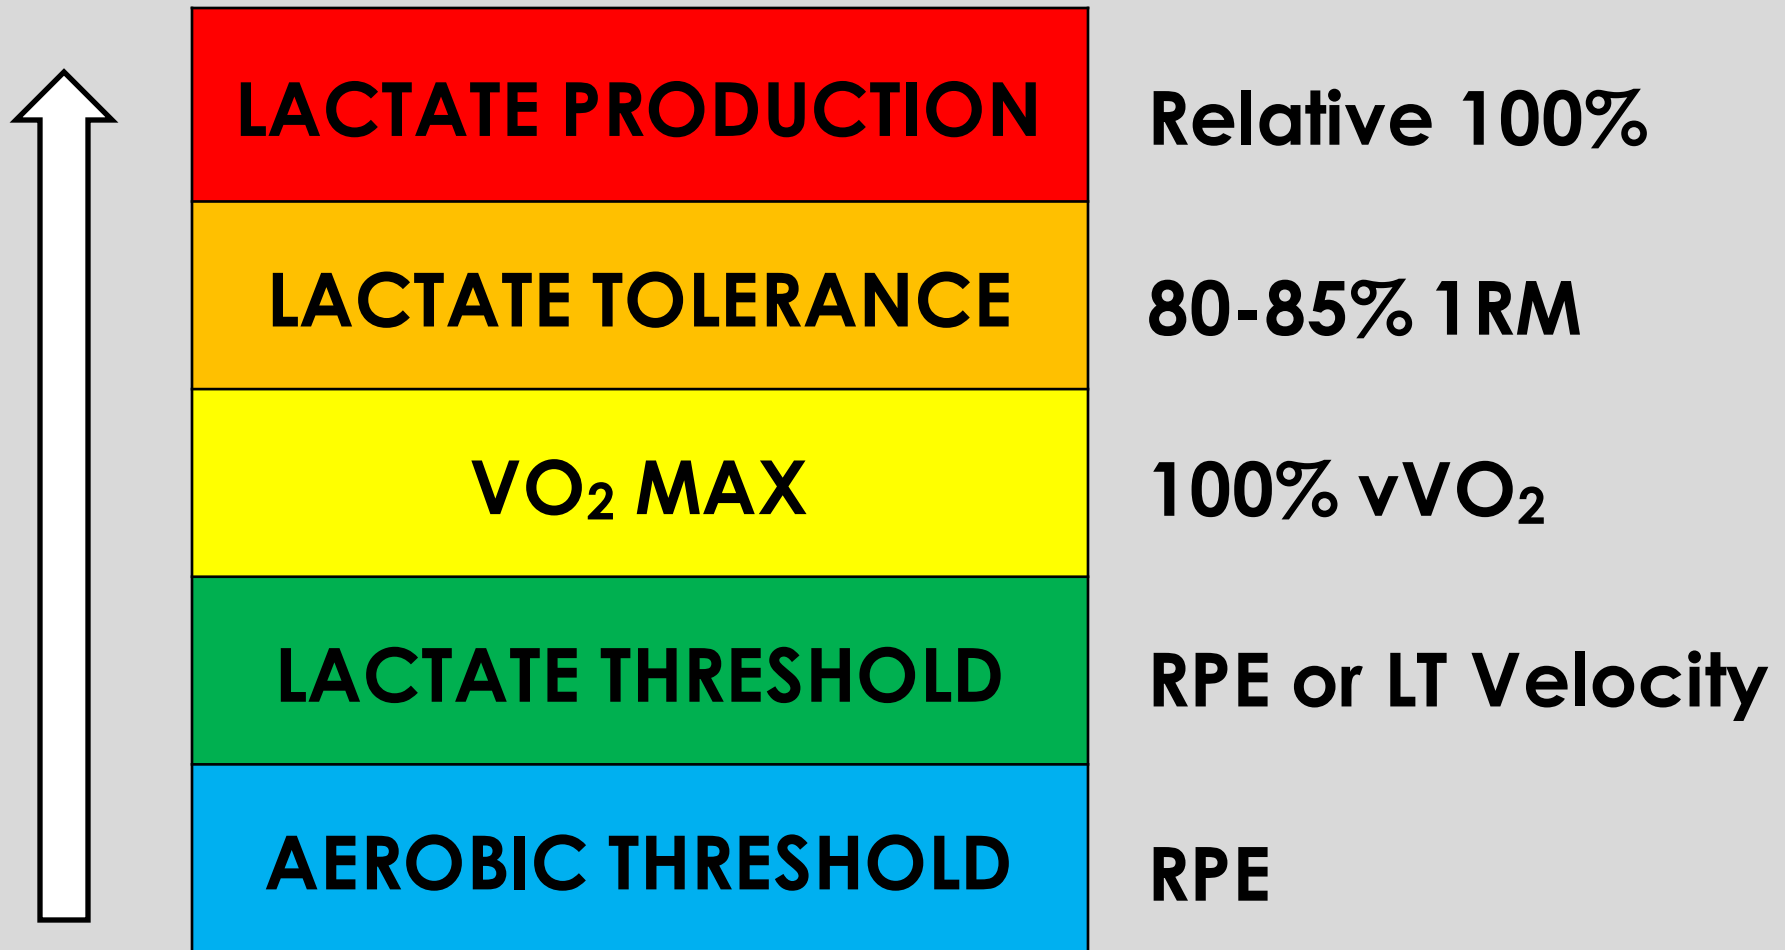 LACTATE PRODUCTION Relative 100%
LACTATE TOLERANCE 80-85% 1RM
VO₂ MAX 100% vVO₂
LACTATE THRESHOLD RPE or LT Velocity
AEROBIC THRESHOLD RPE